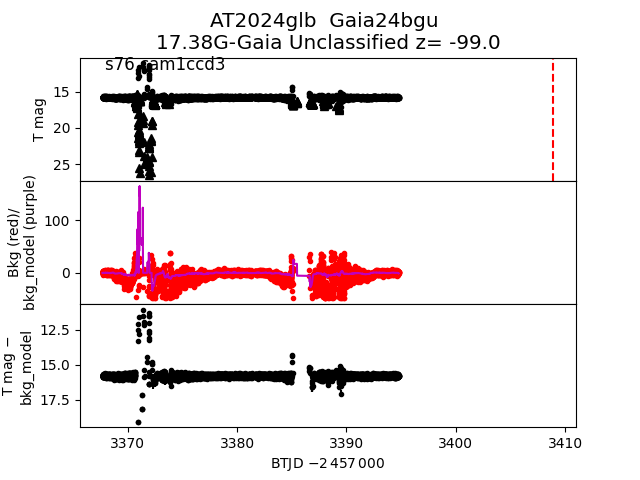 AT2024glb  Gaia24bgu
17.38G-Gaia Unclassified z= -99.0
s76 cam1ccd3
T mag
15
20
25
Bkg (red)/
bkg_model (purple)
100
0
T mag −
bkg_model
12.5
15.0
17.5
3370
3380
3390
3400
3410
BTJD −2 457 000